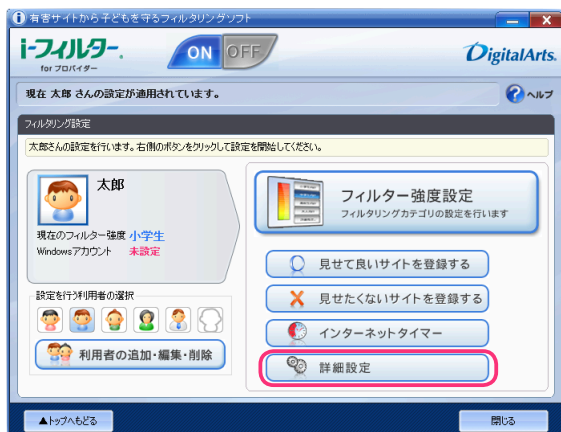 有害サイトから子どもを守るフィルタリングソフト
i-フィルター.
for プロバイダー
ON OFF
DigitalArts.
現在 太郎 さんの設定が適用されています。
? ヘルプ
フィルタリング設定
太郎さんの設定を行います。右側のボタンをクリックして設定を開始してください。
太郎
現在のフィルター強度 小学生
Windowsアカウント 未設定
設定を行う利用者の選択
利用者の追加・編集・削除
フィルター強度設定
フィルタリングカテゴリの設定を行います
見せて良いサイトを登録する
見せたくないサイトを登録する
インターネットタイマー
詳細設定
▲トップへもどる
閉じる